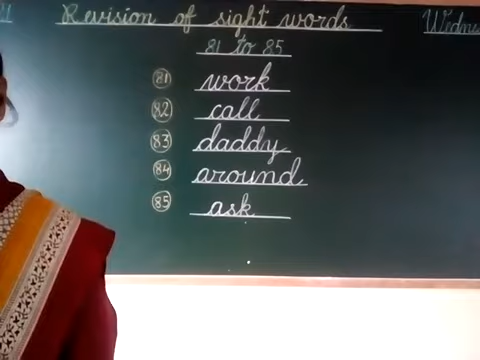 Revision of sight words
81 to 85
81 work
82 call
83 daddy
84 around
85 ask